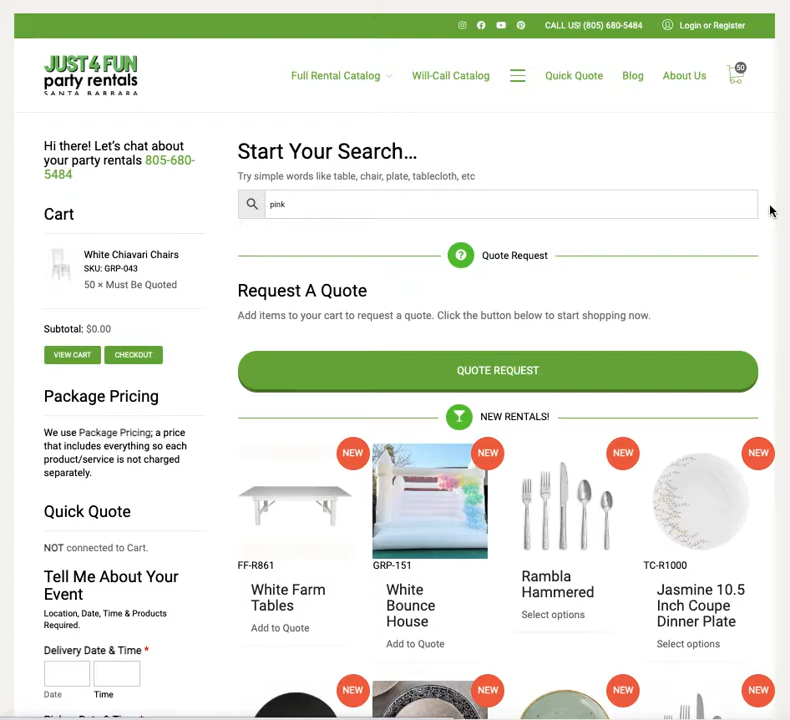 CALL US! (805) 680-5484
Login or Register
JUST4FUN
party rentals
SANTA BARBARA
Full Rental Catalog
Will-Call Catalog
Quick Quote
Blog
About Us
50
Hi there! Let's chat about
your party rentals 805-680-
5484
Cart
White Chiavari Chairs
SKU: GRP-043
50 × Must Be Quoted
Subtotal: $0.00
VIEW CART
CHECKOUT
Package Pricing
We use Package Pricing; a price
that includes everything so each
product/service is not charged
separately.
Quick Quote
NOT connected to Cart.
Tell Me About Your
Event
Location, Date, Time & Products
Required.
Delivery Date & Time *
Date
Time
Start Your Search...
Try simple words like table, chair, plate, tablecloth, etc
pink
Quote Request
Request A Quote
Add items to your cart to request a quote. Click the button below to start shopping now.
QUOTE REQUEST
NEW RENTALS!
NEW
FF-R861
White Farm
Tables
Add to Quote
NEW
GRP-151
White
Bounce
House
Add to Quote
NEW
Rambla
Hammered
Select options
NEW
TC-R1000
Jasmine 10.5
Inch Coupe
Dinner Plate
Select options
NEW
NEW
NEW
NEW